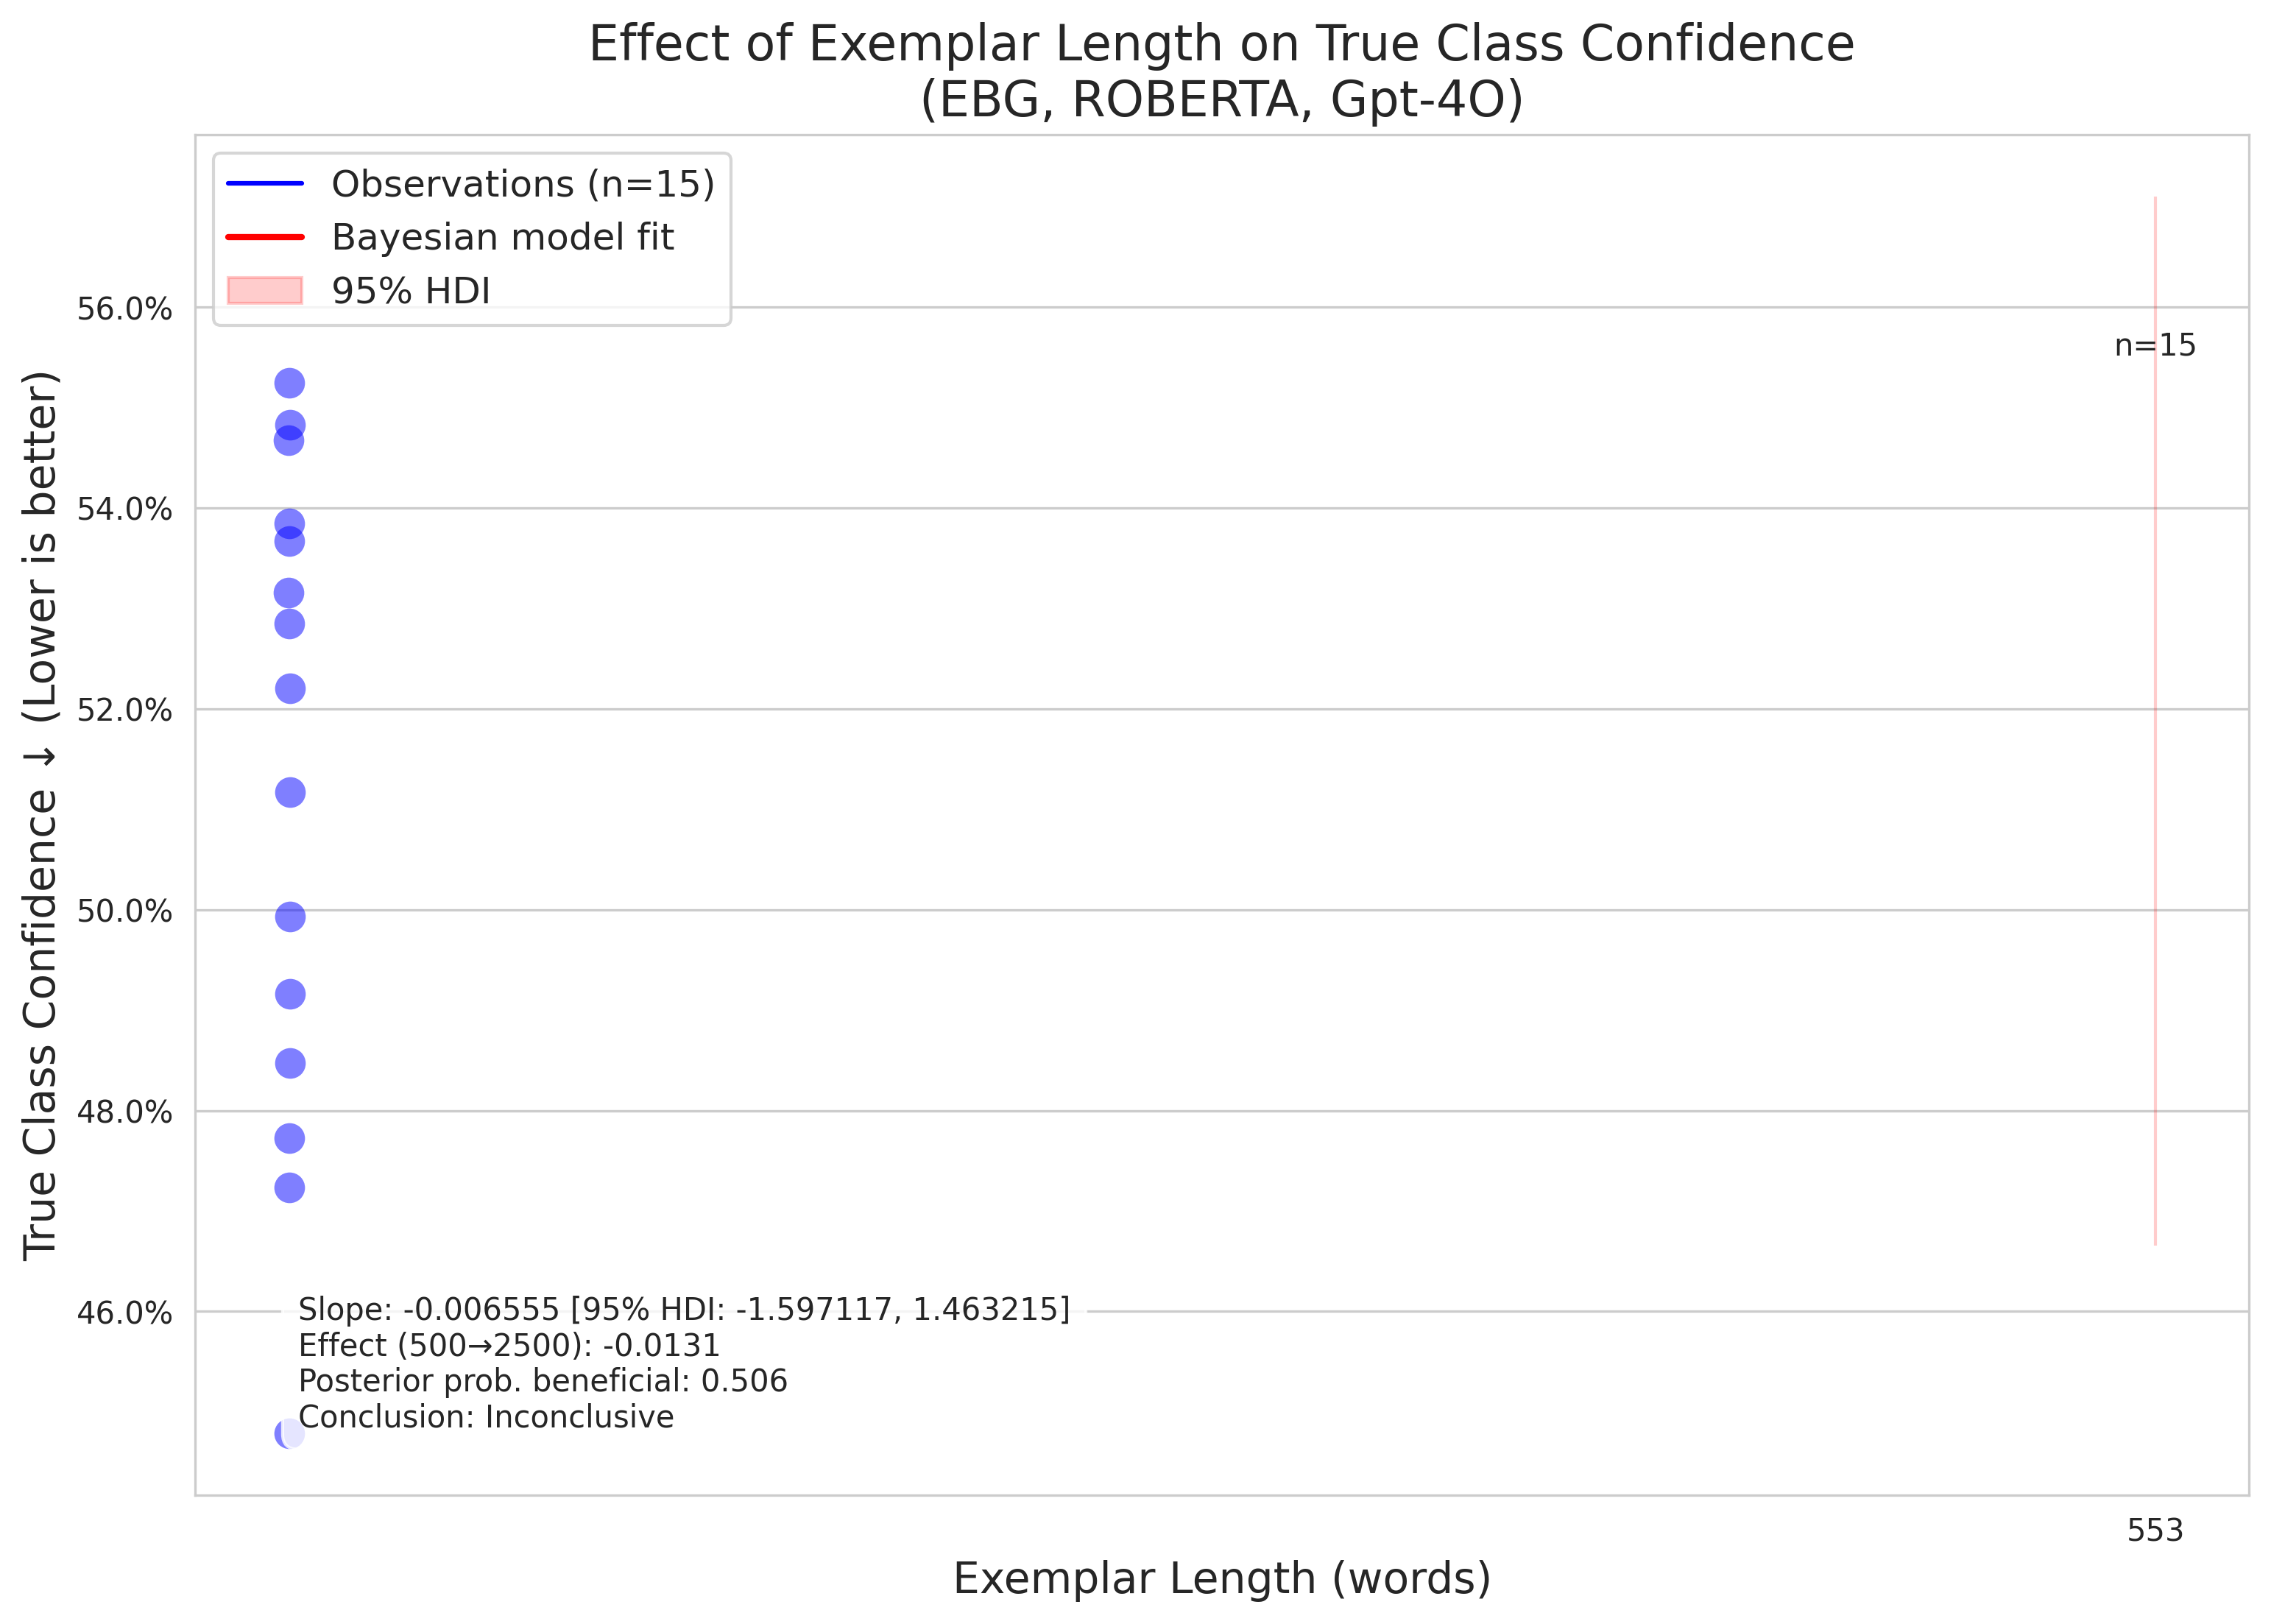 Effect of Exemplar Length on True Class Confidence
(EBG, ROBERTA, Gpt-4O)
Observations (n=15)
Bayesian model fit
95% HDI
n=15
True Class Confidence ↓ (Lower is better)
56.0%
54.0%
52.0%
50.0%
48.0%
46.0%
Slope: -0.006555 [95% HDI: -1.597117, 1.463215]
Effect (500→2500): -0.0131
Posterior prob. beneficial: 0.506
Conclusion: Inconclusive
553
Exemplar Length (words)